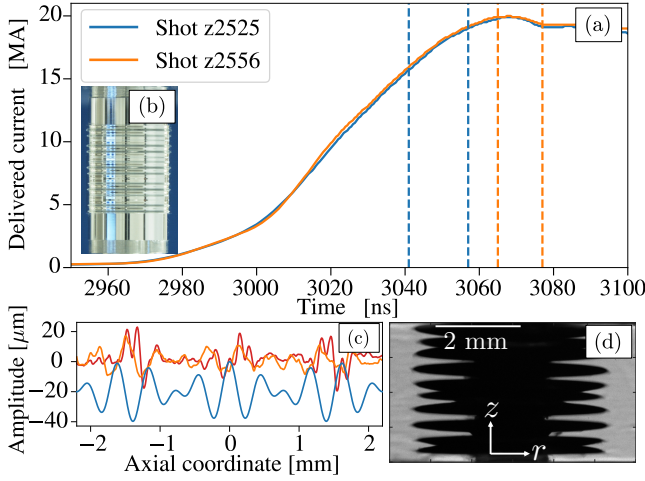 20
15
10
5
0
Delivered current [MA]
Shot z2525
Shot z2556
(a)
(b)
2960 2980 3000 3020 3040 3060 3080 3100
Time [ns]
20
0
−20
−40
Amplitude [μm]
(c)
−2 −1 0 1 2
Axial coordinate [mm]
2 mm
(d)
z
r